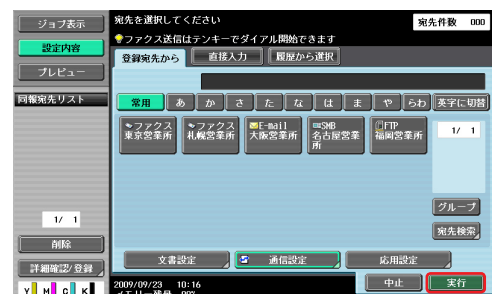 ジョブ表示
設定内容
プレビュー
同報宛先リスト
1/ 1
削除
詳細確認/登録
Y M C K
宛先を選択してください
宛先件数 000
ファクス送信はテンキーでダイアル開始できます
登録宛先から 直接入力 履歴から選択
常用 あ か さ た な は ま や らわ 英字に切替
ファクス
東京営業所
ファクス
札幌営業所
E-mail
大阪営業所
SMB
名古屋営業
所
FTP
福岡営業所
1/ 1
グループ
宛先検索
文書設定 通信設定 応用設定
2009/09/23 10:16
メモリー残量 99%
中止 実行